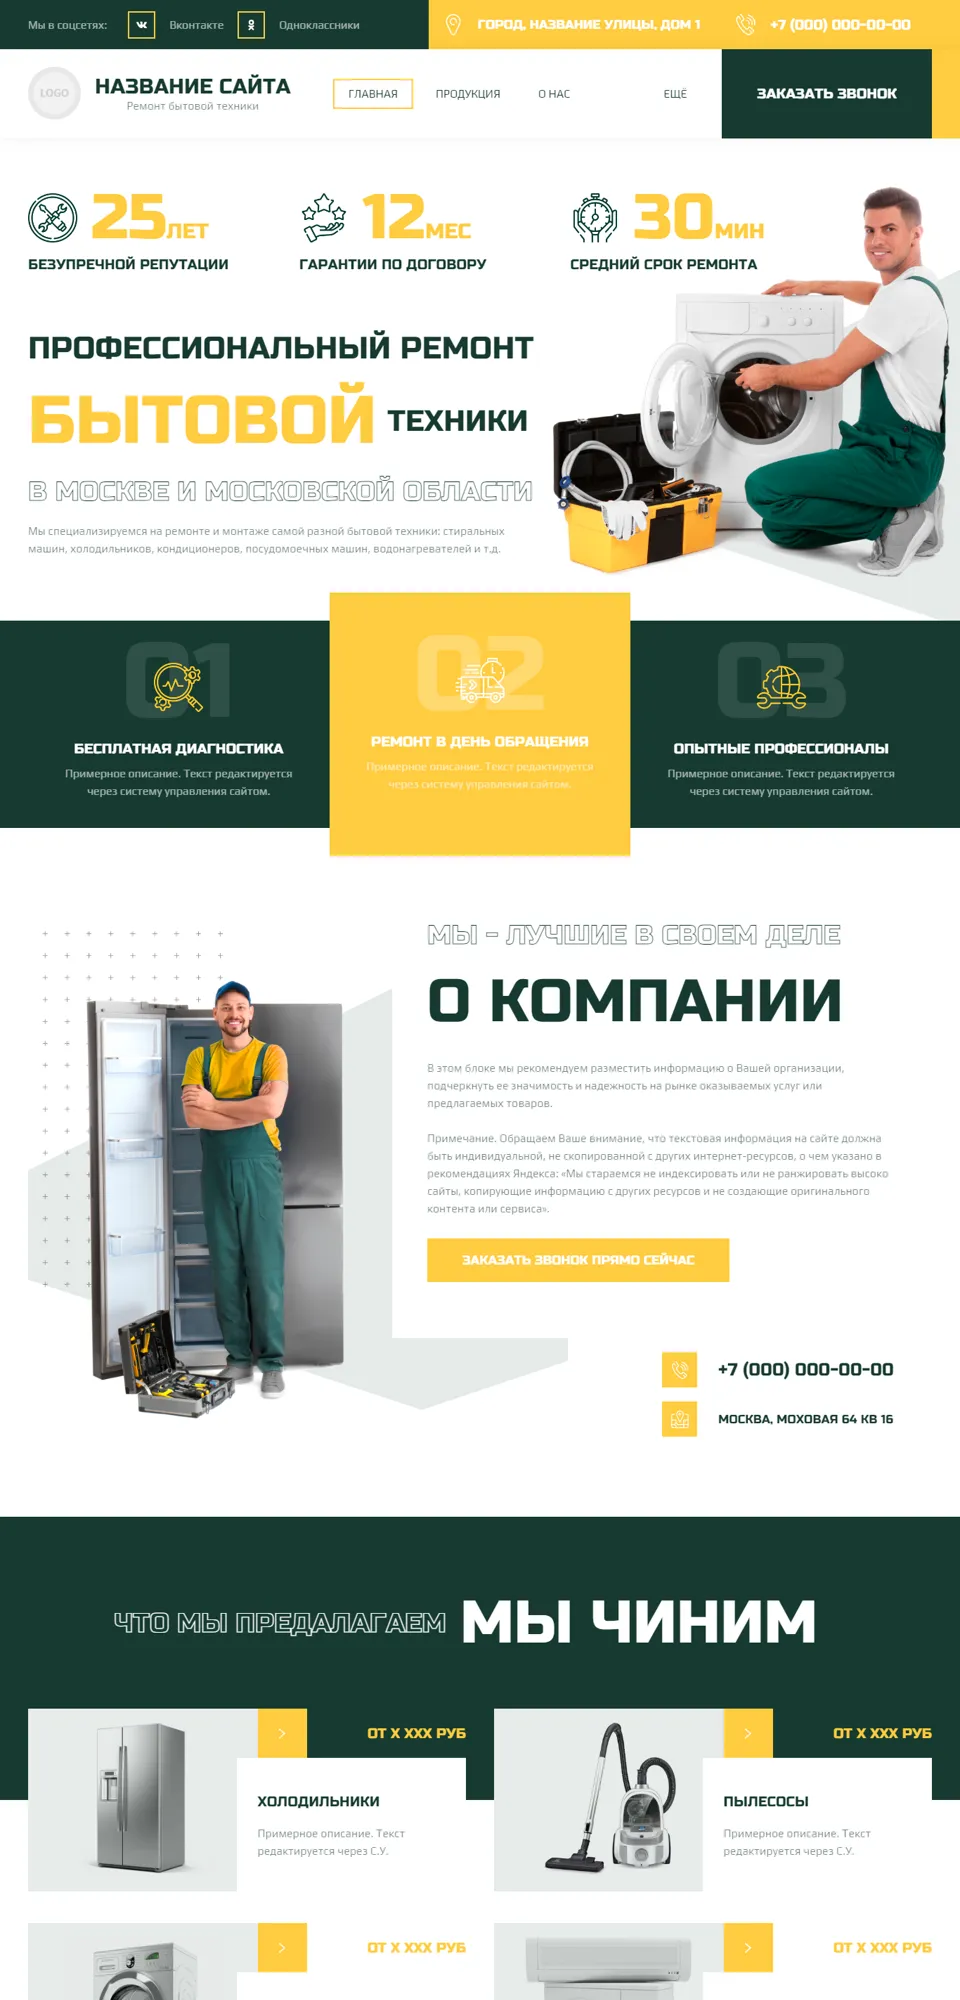 Мы в соцсетях:
Вконтакте
Одноклассники
ГОРОД, НАЗВАНИЕ УЛИЦЫ, ДОМ 1
+7 (000) 000-00-00
LOGO
НАЗВАНИЕ САЙТА
Ремонт бытовой техники
ГЛАВНАЯ
ПРОДУКЦИЯ
О НАС
ЕЩЁ
ЗАКАЗАТЬ ЗВОНОК
25 ЛЕТ
БЕЗУПРЕЧНОЙ РЕПУТАЦИИ
12 МЕС
ГАРАНТИИ ПО ДОГОВОРУ
30 МИН
СРЕДНИЙ СРОК РЕМОНТА
ПРОФЕССИОНАЛЬНЫЙ РЕМОНТ
БЫТОВОЙ ТЕХНИКИ
В МОСКВЕ И МОСКОВСКОЙ ОБЛАСТИ
Мы специализируемся на ремонте и монтаже самой разной бытовой техники: стиральных
машин, холодильников, кондиционеров, посудомоечных машин, водонагревателей и т.д.
01
БЕСПЛАТНАЯ ДИАГНОСТИКА
Примерное описание. Текст редактируется
через систему управления сайтом.
02
РЕМОНТ В ДЕНЬ ОБРАЩЕНИЯ
Примерное описание. Текст редактируется
через систему управления сайтом.
03
ОПЫТНЫЕ ПРОФЕССИОНАЛЫ
Примерное описание. Текст редактируется
через систему управления сайтом.
МЫ - ЛУЧШИЕ В СВОЕМ ДЕЛЕ
О КОМПАНИИ
В этом блоке мы рекомендуем разместить информацию о Вашей организации,
подчеркнуть ее значимость и надежность на рынке оказываемых услуг или
предлагаемых товаров.
Примечание. Обращаем Ваше внимание, что текстовая информация на сайте должна
быть индивидуальной, не скопированной с других интернет-ресурсов, о чем указано в
рекомендациях Яндекса: «Мы стараемся не индексировать или не ранжировать высоко
сайты, копирующие информацию с других ресурсов и не создающие оригинального
контента или сервиса».
ЗАКАЗАТЬ ЗВОНОК ПРЯМО СЕЙЧАС
+7 (000) 000-00-00
МОСКВА, МОХОВАЯ 64 КВ 16
ЧТО МЫ ПРЕДАЛАГАЕМ МЫ ЧИНИМ
ОТ X XXX РУБ
ХОЛОДИЛЬНИКИ
Примерное описание. Текст
редактируется через С.У.
ОТ X XXX РУБ
ПЫЛЕСОСЫ
Примерное описание. Текст
редактируется через С.У.
ОТ X XXX РУБ
ОТ X XXX РУБ